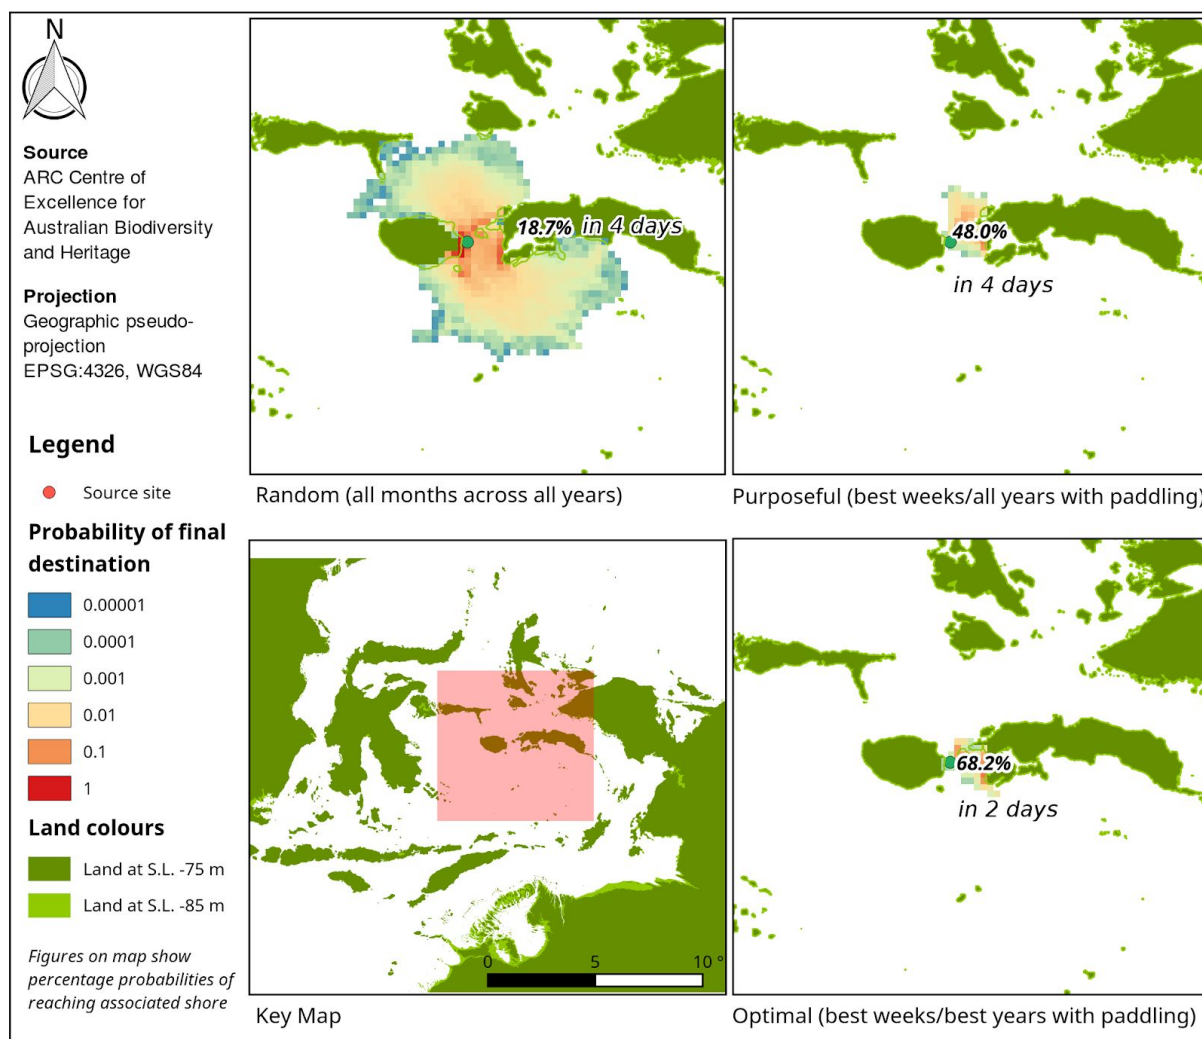 N
Source
ARC Centre of
Excellence for
Australian Biodiversity
and Heritage
Projection
Geographic pseudo-
projection
EPSG:4326, WGS84
Legend
Source site
Probability of final
destination
0.00001
0.0001
0.001
0.01
0.1
1
Land colours
Land at S.L. -75 m
Land at S.L. -85 m
Figures on map show
percentage probabilities of
reaching associated shore
18.7% in 4 days
Random (all months across all years)
48.0%
in 4 days
Purposeful (best weeks/all years with paddling)
0 5 10 °
Key Map
68.2%
in 2 days
Optimal (best weeks/best years with paddling)